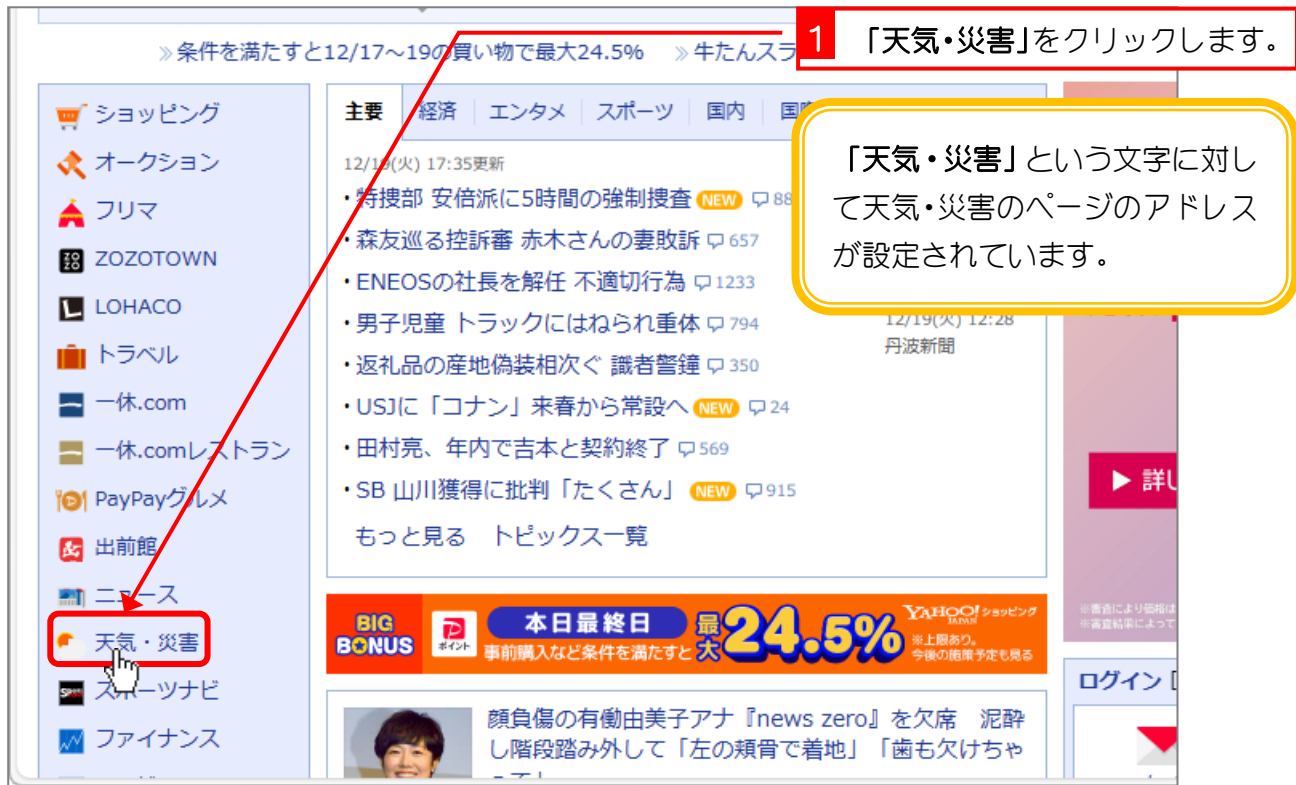 »条件を満たすと12/17～19の買い物で最大24.5% »牛たんスラ
1 「天気・災害」をクリックします。
「天気・災害」という文字に対し
て天気・災害のページのアドレス
が設定されています。
ショッピング
オークション
フリマ
ZOZOTOWN
LOHACO
トラベル
一休.com
一休.comレストラン
PayPayグルメ
出前館
ニュース
天気・災害
スポーツナビ
ファイナンス
主要 経済 エンタメ スポーツ 国内
12/19(火) 17:35更新
・特捜部 安倍派に5時間の強制捜査 NEW 88
・森友巡る控訴審 赤木さんの妻敗訴 657
・ENEOSの社長を解任 不適切行為 1233
・男子児童 トラックにはねられ重体 794
・返礼品の産地偽装相次ぐ 識者警鐘 350
・USJに「コナン」来春から常設へ NEW 24
・田村亮、年内で吉本と契約終了 569
・SB 山川獲得に批判「たくさん」 NEW 915
もっと見る トピックス一覧
12/19(火) 12:28
丹波新聞
BIG
BONUS
P
ポイント
本日最終日
事前購入など条件を満たすと
最大24.5%
YAHOO! JAPAN ショッピング
※上限あり。
今後の施策予定も見る
顔負傷の有働由美子アナ『news zero』を欠席 泥酔
し階段踏み外して「左の頬骨で着地」「歯も欠けちゃ
▶ 詳し
※審査により価格は
※審査結果によって
ログイン